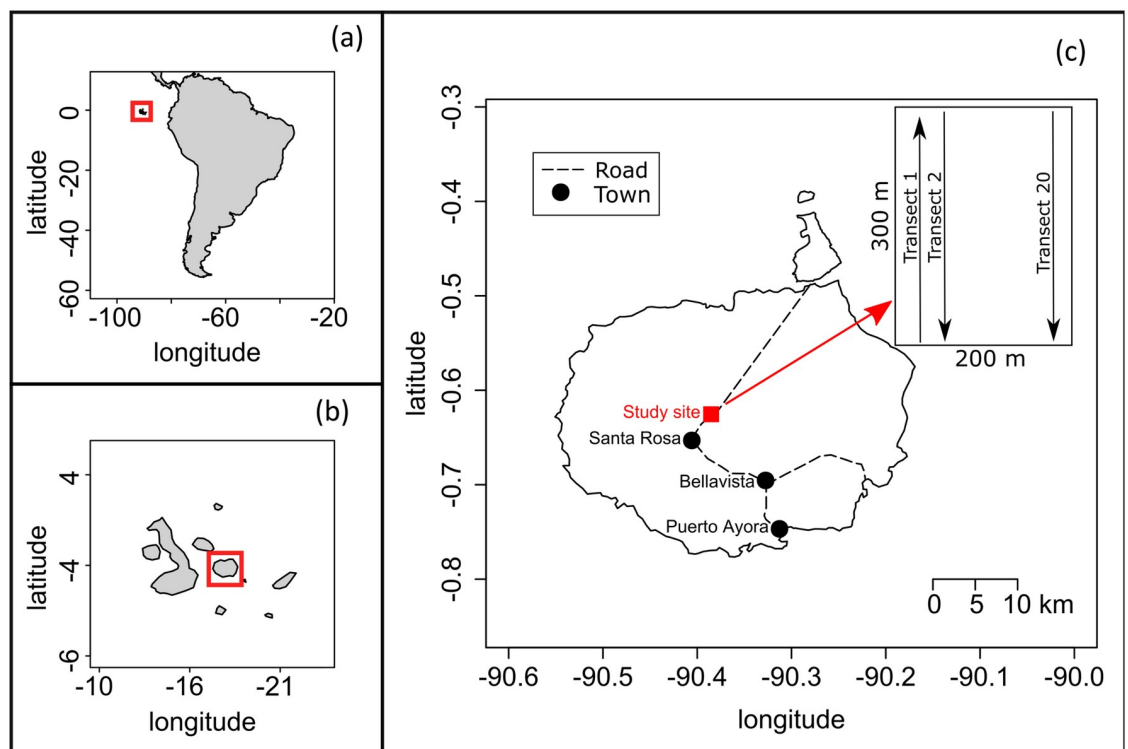 (a)
latitude
0
-20
-40
-60
-100
-60
-20
longitude
(b)
latitude
4
-4
-6
-10
-16
-21
longitude
(c)
latitude
-0.3
-0.4
-0.5
-0.6
-0.7
-0.8
Road
Town
300 m
Transect 1
Transect 2
Transect 20
200 m
Study site
Santa Rosa
Bellavista
Puerto Ayora
0 5 10 km
-90.6 -90.5 -90.4 -90.3 -90.2 -90.1 -90.0
longitude